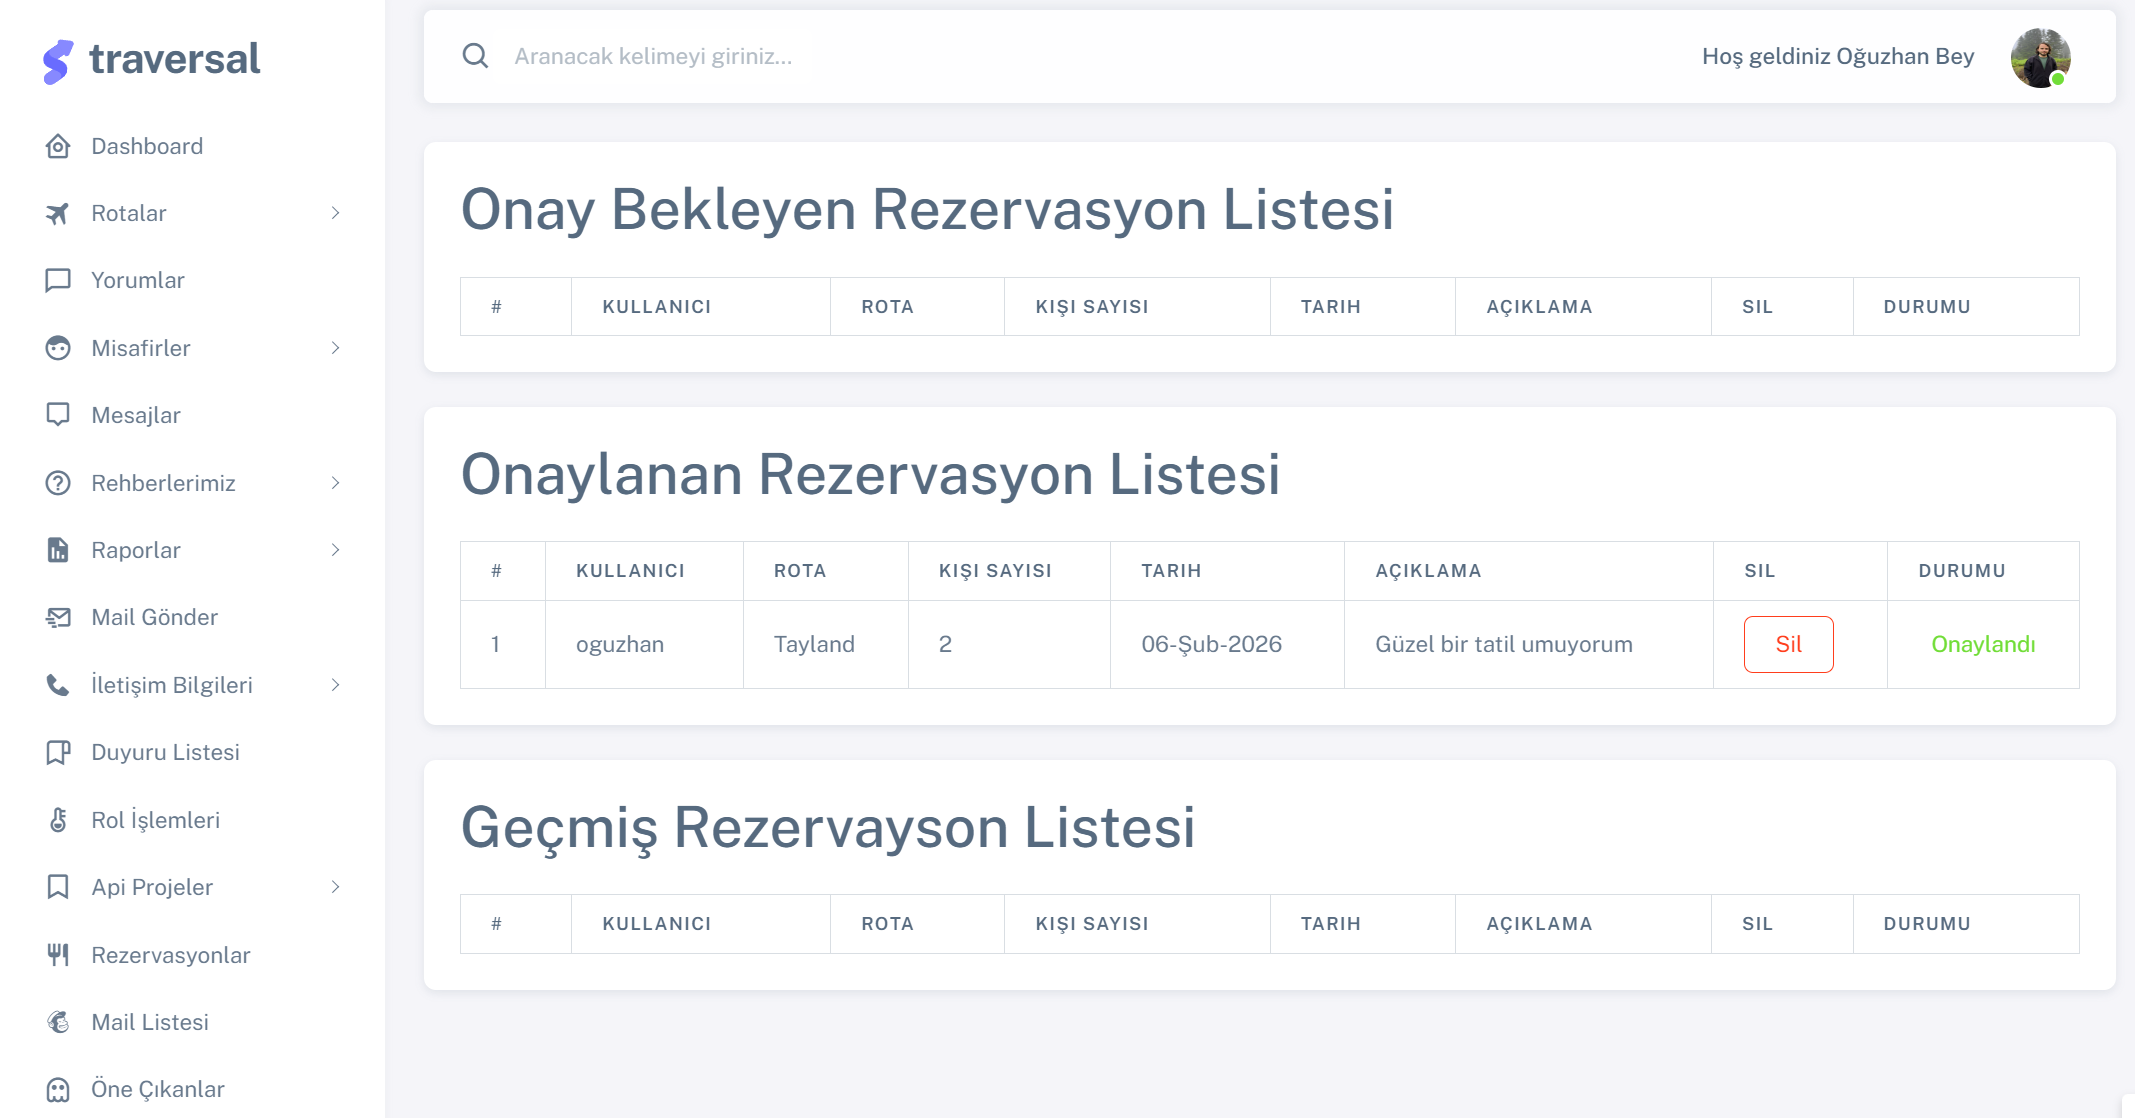 traversal
Dashboard
Rotalar
Yorumlar
Misafirler
Mesajlar
Rehberlerimiz
Raporlar
Mail Gönder
İletişim Bilgileri
Duyuru Listesi
Rol İşlemleri
Api Projeler
Rezervasyonlar
Mail Listesi
Öne Çıkanlar
Aranacak kelimeyi giriniz... Hoş geldiniz Oğuzhan Bey
Onay Bekleyen Rezervasyon Listesi
# KULLANICI ROTA KIŞI SAYISI TARIH AÇIKLAMA SIL DURUMU
Onaylanan Rezervasyon Listesi
# KULLANICI ROTA KIŞI SAYISI TARIH AÇIKLAMA SIL DURUMU
1 oguzhan Tayland 2 06-Şub-2026 Güzel bir tatil umuyorum Sil Onaylandı
Geçmiş Rezervayson Listesi
# KULLANICI ROTA KIŞI SAYISI TARIH AÇIKLAMA SIL DURUMU